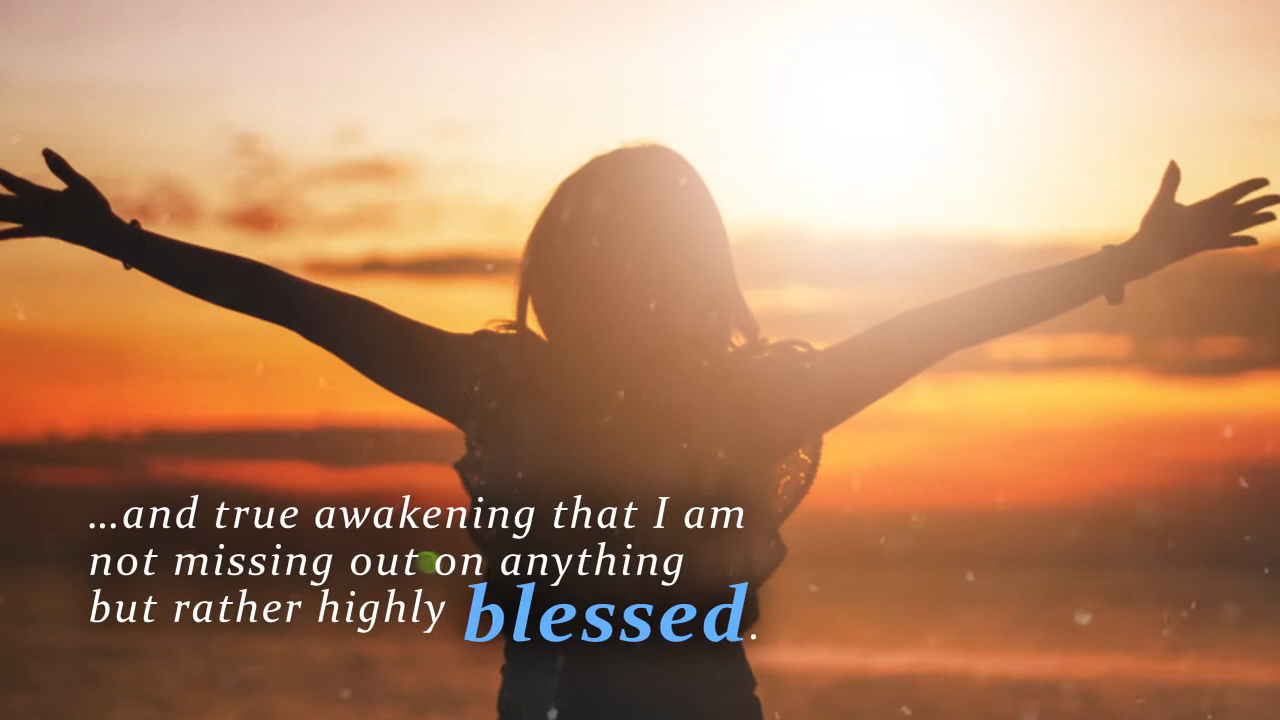 ...and true awakening that I am
not missing out on anything
but rather highly blessed.